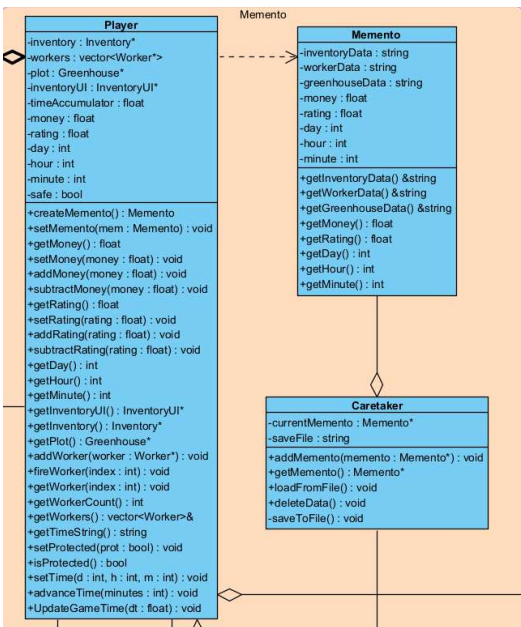 Memento
Player
-inventory : Inventory*
-workers : vector<Worker*>
-plot : Greenhouse*
-inventoryUI : InventoryUI*
-timeAccumulator : float
-money : float
-rating : float
-day : int
-hour : int
-minute : int
-safe : bool
+createMemento() : Memento
+setMemento(mem : Memento) : void
+getMoney() : float
+setMoney(money : float) : void
+addMoney(money : float) : void
+subtractMoney(money : float) : void
+getRating() : float
+setRating(rating : float) : void
+addRating(rating : float) : void
+subtractRating(rating : float) : void
+getDay() : int
+getHour() : int
+getMinute() : int
+getInventoryUI() : InventoryUI*
+getInventory() : Inventory*
+getPlot() : Greenhouse*
+addWorker(worker : Worker*) : void
+fireWorker(index : int) : void
+getWorker(index : int) : void
+getWorkerCount() : int
+getWorkers() : vector<Worker>&
+getTimeString() : string
+setProtected(prot : bool) : void
+isProtected() : bool
+setTime(d : int, h : int, m : int) : void
+advanceTime(minutes : int) : void
+UpdateGameTime(dt : float) : void
Memento
-inventoryData : string
-workerData : string
-greenhouseData : string
-money : float
-rating : float
-day : int
-hour : int
-minute : int
+getInventoryData() &string
+getWorkerData() &string
+getGreenhouseData() &string
+getMoney() : float
+getRating() : float
+getDay() : int
+getHour() : int
+getMinute() : int
Caretaker
-currentMemento : Memento*
-saveFile : string
+addMemento(memento : Memento*) : void
+getMemento() : Memento*
+loadFromFile() : void
+deleteData() : void
-saveToFile() : void